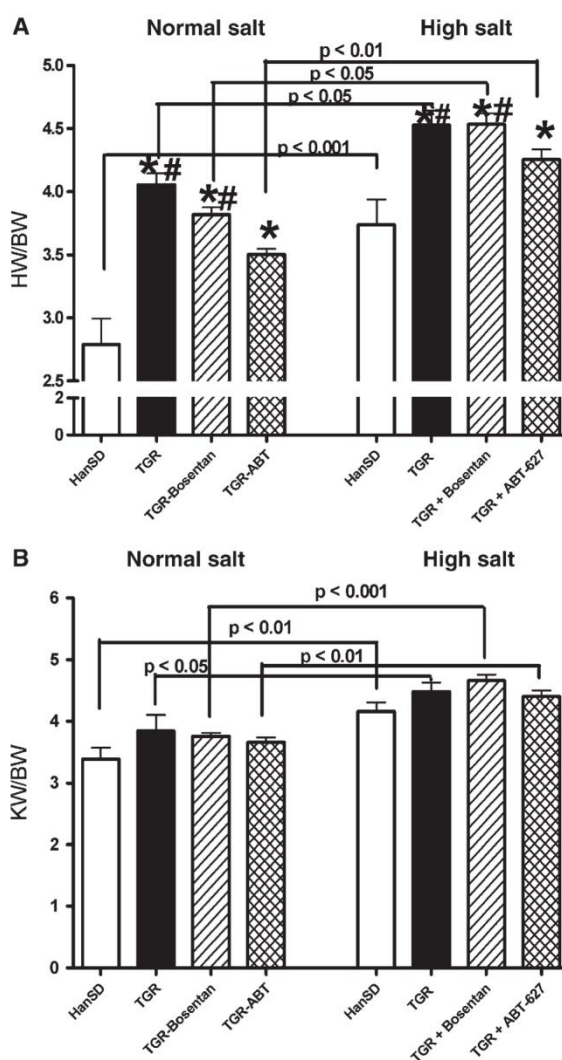 A
Normal salt
High salt
p < 0.01
p < 0.05
p < 0.05
p < 0.001
*#
*#
*
*#
*#
*
HW/BW
5.0
4.5
4.0
3.5
3.0
2.5
2
0
HanSD
TGR
TGR-Bosentan
TGR-ABT
HanSD
TGR
TGR + Bosentan
TGR + ABT-627
B
Normal salt
High salt
p < 0.001
p < 0.01
p < 0.05
p < 0.01
KW/BW
6
5
4
3
2
1
0
HanSD
TGR
TGR-Bosentan
TGR-ABT
HanSD
TGR
TGR + Bosentan
TGR + ABT-627